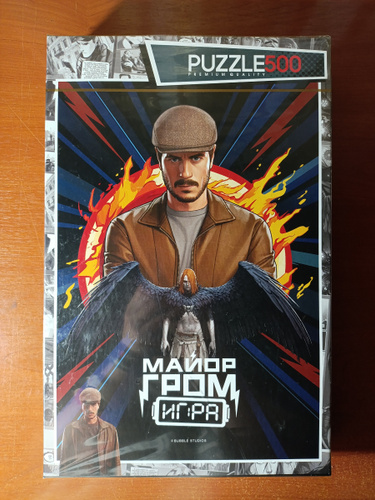 PUZZLE500
PREMIUM QUALITY
МАЙОР
ГРОМ
ИГРА
BUBBLE STUDIOS